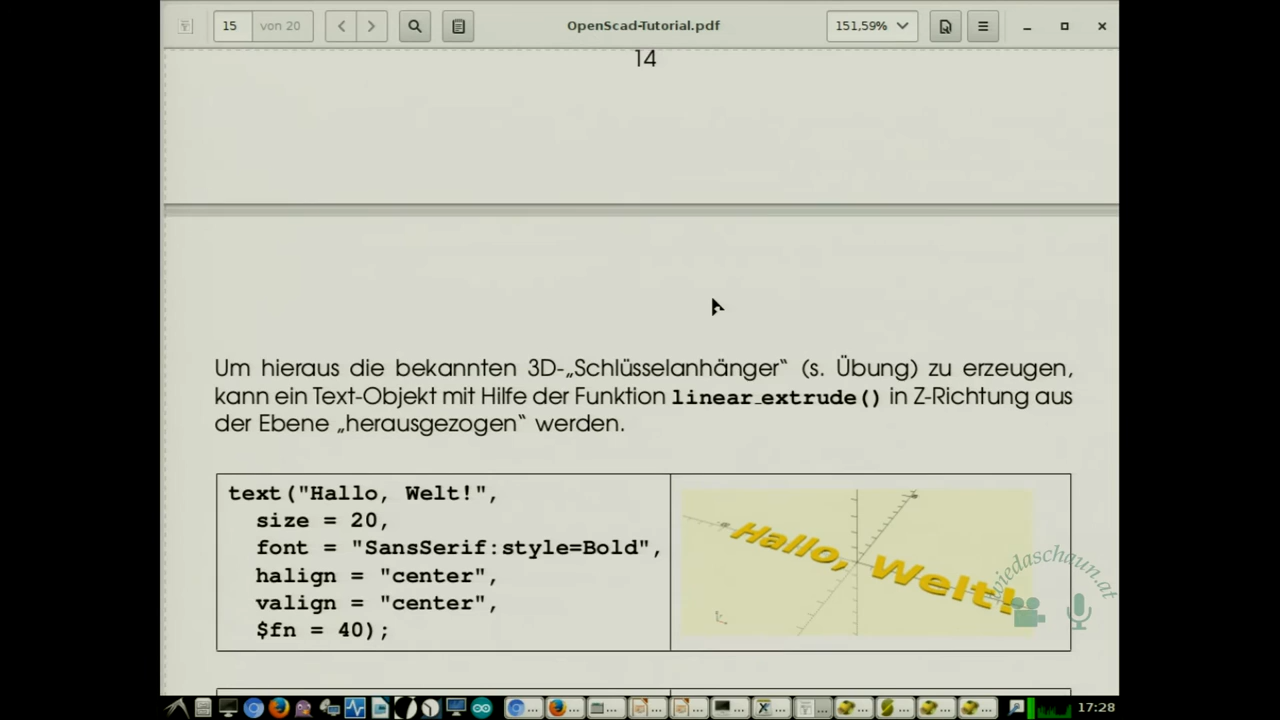 15
von 20
OpenScad-Tutorial.pdf
151,59%
14
Um hieraus die bekannten 3D-„Schlüsselanhänger“ (s. Übung) zu erzeugen,
kann ein Text-Objekt mit Hilfe der Funktion linear_extrude() in Z-Richtung aus
der Ebene „herausgezogen“ werden.
text("Hallo, Welt!",
size = 20,
font = "SansSerif:style=Bold",
halign = "center",
valign = "center",
$fn = 40);
Hallo, Welt!
wiedaschaun.at
17:28